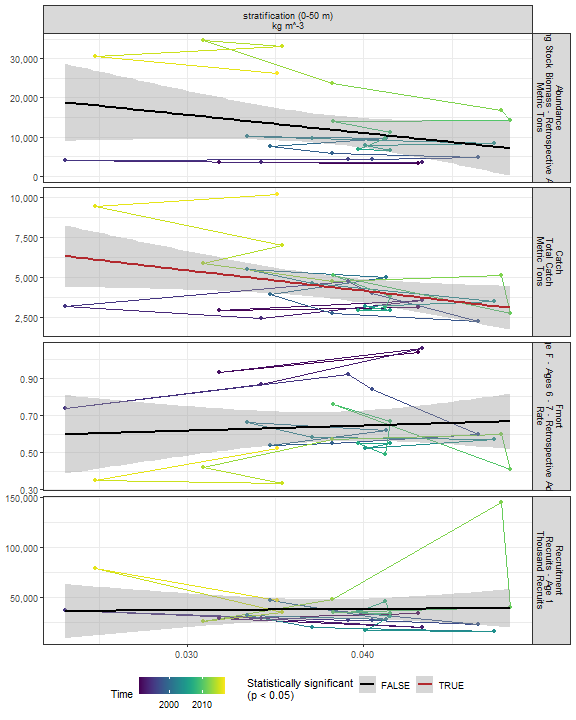 stratification (0-50 m)
kg m^-3
30,000
20,000
10,000
0
Abundance
Stock Biomass - Retrospective A
Metric Tons
10,000
7,500
5,000
2,500
Catch
Total Catch
Metric Tons
0.90
0.70
0.50
0.30
Fmort
F - Ages 6 - 7 - Retrospective
Rate
150,000
100,000
50,000
Recruitment
Recruits - Age 1
Thousand Recruits
0.030
0.040
Time
2000
2010
Statistically significant
(p < 0.05)
FALSE
TRUE